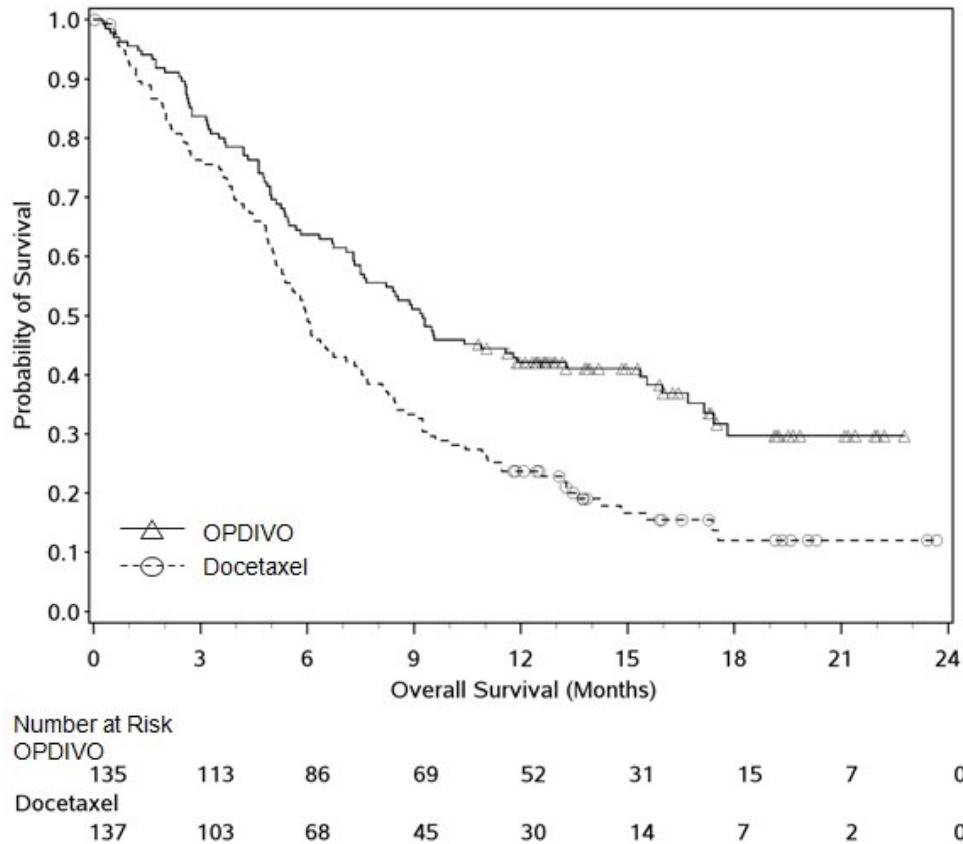 1.0
0.9
0.8
0.7
0.6
0.5
0.4
0.3
0.2
0.1
0.0
Probability of Survival
OPDIVO
Docetaxel
0 3 6 9 12 15 18 21 24
Overall Survival (Months)
Number at Risk
OPDIVO
135 113 86 69 52 31 15 7 0
Docetaxel
137 103 68 45 30 14 7 2 0